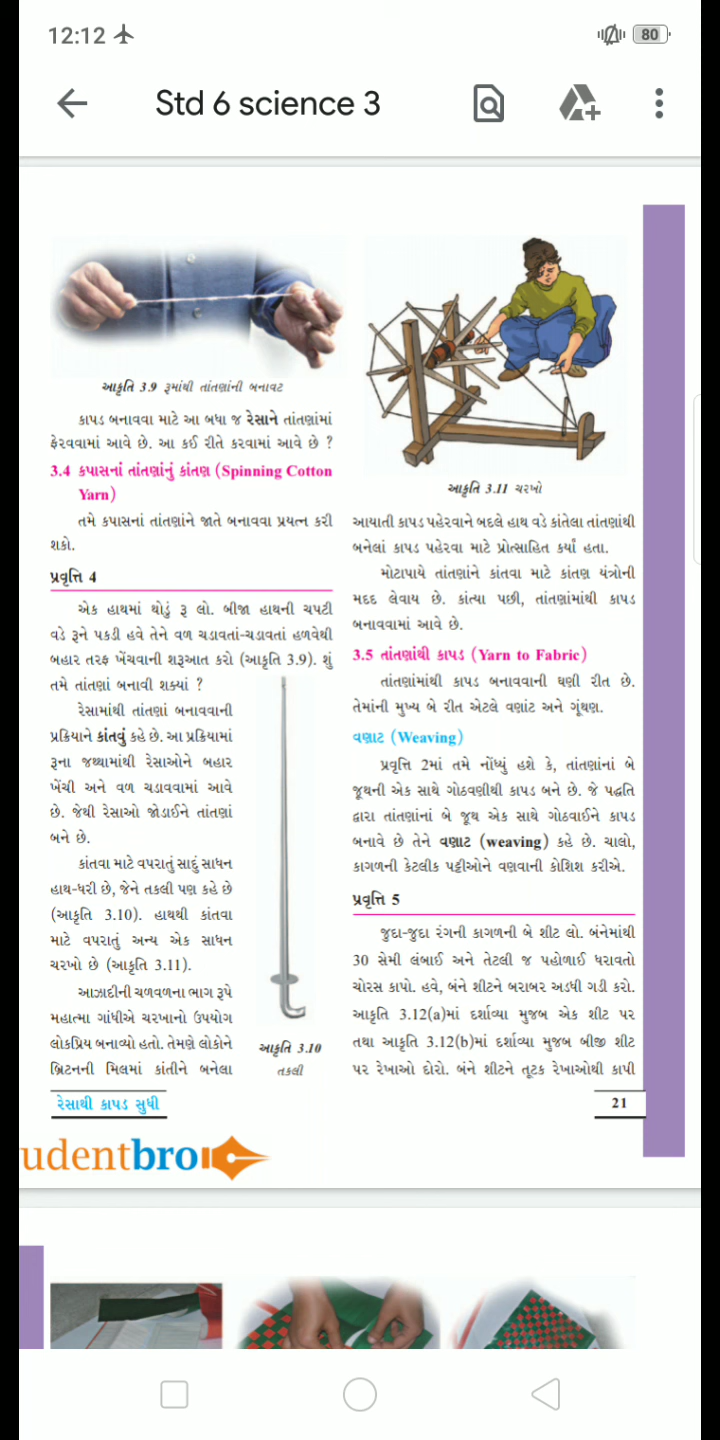 12:12
80
Std 6 science 3
આકૃતિ 3.9 રૂમાંથી તાંતણાંની બનાવટ
કાપડ બનાવવા માટે આ બધા જ રેસાને તાંતણાંમાં
ફેરવવામાં આવે છે. આ કઈ રીતે કરવામાં આવે છે ?
3.4 કપાસનાં તાંતણાંનું કાંતણ (Spinning Cotton
Yarn)
તમે કપાસનાં તાંતણાંને જાતે બનાવવા પ્રયત્ન કરી
શકો.
પ્રવૃત્તિ 4
એક હાથમાં થોડું રૂ લો. બીજા હાથની ચપટી
વડે રૂને પકડી હવે તેને વળ ચડાવતાં-ચડાવતાં હળવેથી
બહાર તરફ ખેંચવાની શરૂઆત કરો (આકૃતિ 3.9). શું
તમે તાંતણાં બનાવી શક્યાં ?
રેસામાંથી તાંતણાં બનાવવાની
પ્રક્રિયાને કાંતવું કહે છે. આ પ્રક્રિયામાં
રૂના જથ્થામાંથી રેસાઓને બહાર
ખેંચી અને વળ ચડાવવામાં આવે
છે. જેથી રેસાઓ જોડાઈને તાંતણાં
બને છે.
કાંતવા માટે વપરાતું સાદું સાધન
હાથ-ધરી છે, જેને તકલી પણ કહે છે
(આકૃતિ 3.10). હાથથી કાંતવા
માટે વપરાતું અન્ય એક સાધન
ચરખો છે (આકૃતિ 3.11).
આઝાદીની ચળવળના ભાગ રૂપે
મહાત્મા ગાંધીએ ચરખાનો ઉપયોગ
લોકપ્રિય બનાવ્યો હતો. તેમણે લોકોને
બ્રિટનની મિલમાં કાંતીને બનેલા
આકૃતિ 3.10
તકલી
આકૃતિ 3.11 ચરખો
આયાતી કાપડ પહેરવાને બદલે હાથ વડે કાંતેલા તાંતણાંથી
બનેલાં કાપડ પહેરવા માટે પ્રોત્સાહિત કર્યાં હતા.
મોટાપાયે તાંતણાંને કાંતવા માટે કાંતણ યંત્રોની
મદદ લેવાય છે. કાંત્યા પછી, તાંતણાંમાંથી કાપડ
બનાવવામાં આવે છે.
3.5 તાંતણાંથી કાપડ (Yarn to Fabric)
તાંતણાંમાંથી કાપડ બનાવવાની ઘણી રીત છે.
તેમાંની મુખ્ય બે રીત એટલે વણાંટ અને ગૂંથણ.
વણાટ (Weaving)
પ્રવૃત્તિ 2માં તમે નોંધ્યું હશે કે, તાંતણાંનાં બે
જૂથની એક સાથે ગોઠવણીથી કાપડ બને છે. જે પદ્ધતિ
દ્વારા તાંતણાંનાં બે જૂથ એક સાથે ગોઠવાઈને કાપડ
બનાવે છે તેને વણાટ (weaving) કહે છે. ચાલો,
કાગળની કેટલીક પટ્ટીઓને વણવાની કોશિશ કરીએ.
પ્રવૃત્તિ 5
જુદા-જુદા રંગની કાગળની બે શીટ લો. બંનેમાંથી
30 સેમી લંબાઈ અને તેટલી જ પહોળાઈ ધરાવતો
ચોરસ કાપો. હવે, બંને શીટને બરાબર અડધી ગડી કરો.
આકૃતિ 3.12(a)માં દર્શાવ્યા મુજબ એક શીટ પર
તથા આકૃતિ 3.12(b)માં દર્શાવ્યા મુજબ બીજી શીટ
પર રેખાઓ દોરો. બંને શીટને તૂટક રેખાઓથી કાપી
રેસાથી કાપડ સુધી
21
udentbro